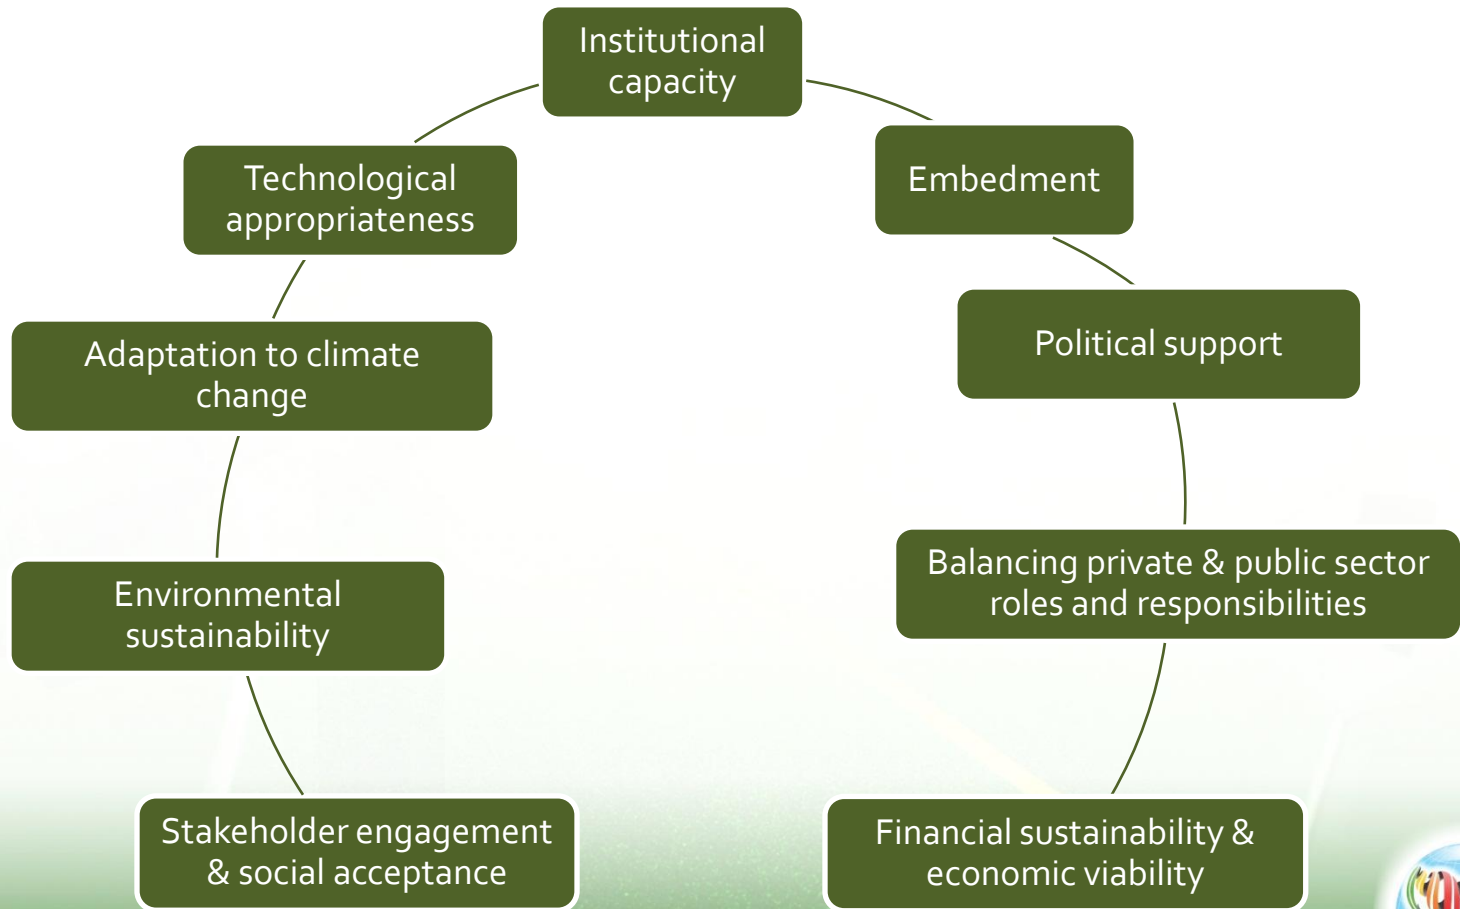 Institutional
capacity
Embedment
Technological
appropriateness
Political support
Adaptation to climate
change
Balancing private & public sector
roles and responsibilities
Environmental
sustainability
Stakeholder engagement
& social acceptance
Financial sustainability &
economic viability